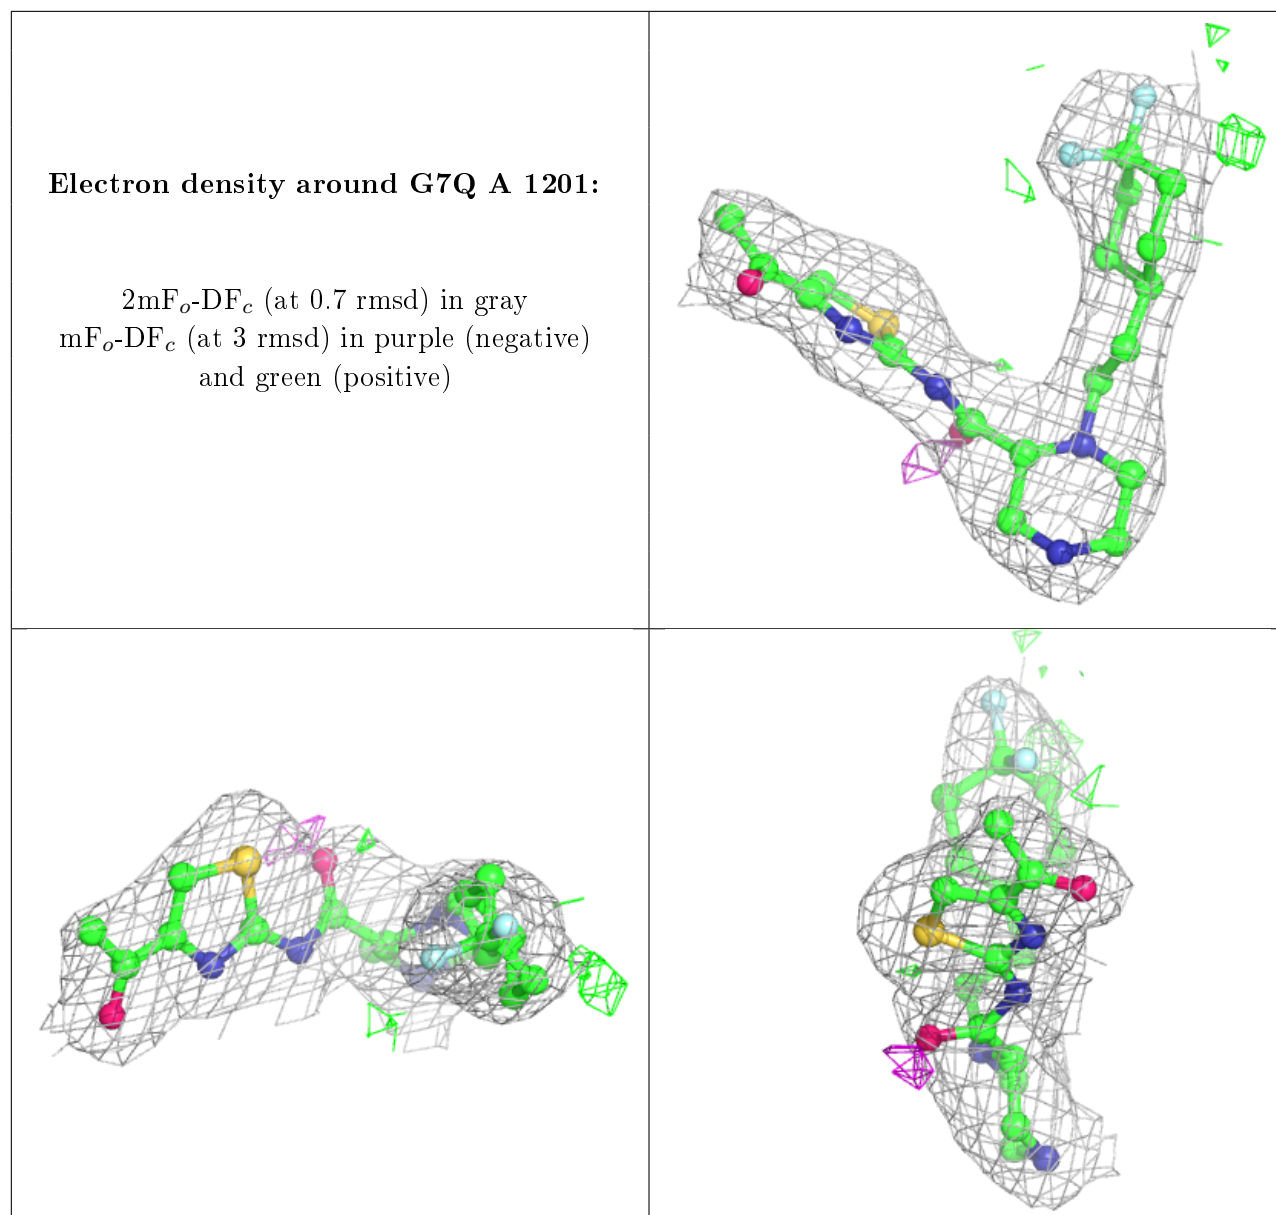 Electron density around G7Q A 1201:
2mFₒ-DF𝒸 (at 0.7 rmsd) in gray
mFₒ-DF𝒸 (at 3 rmsd) in purple (negative)
and green (positive)